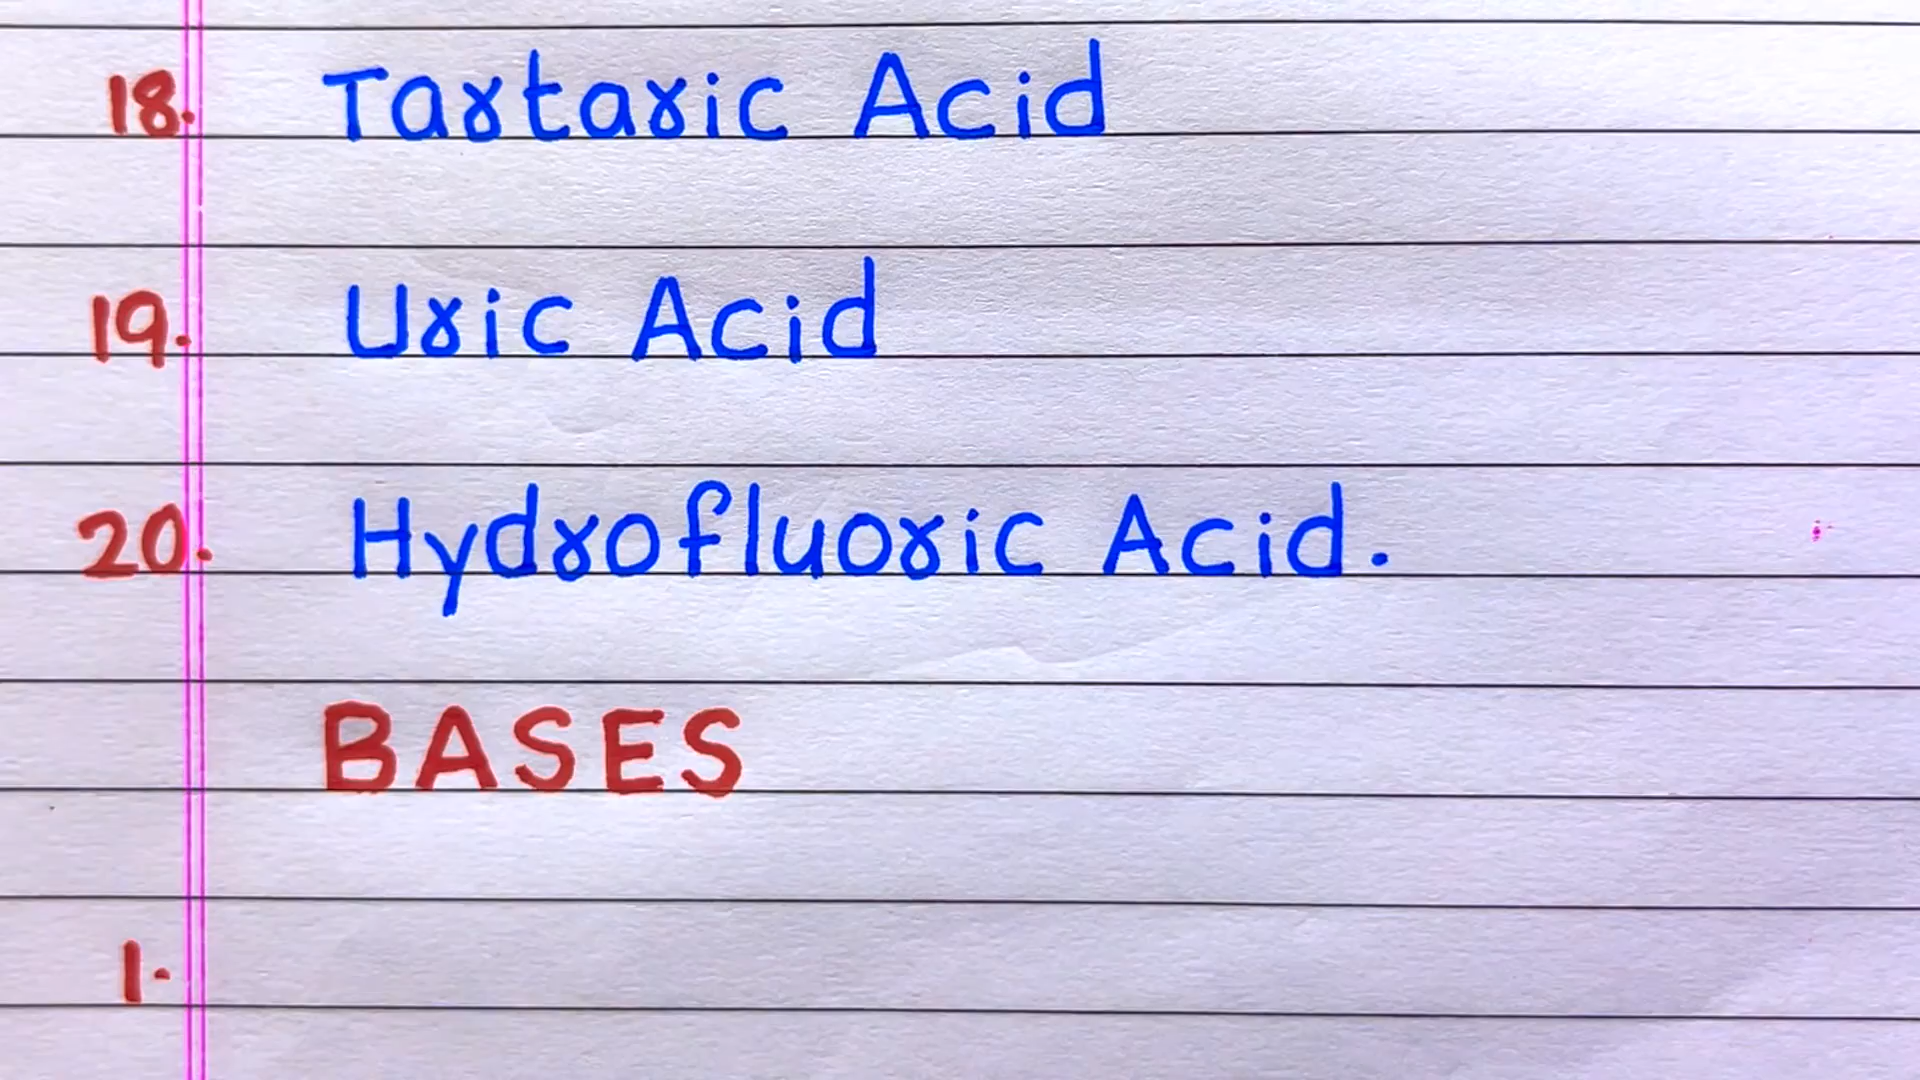 18. Tartaric Acid
19. Uric Acid
20. Hydrofluoric Acid.
BASES
1.